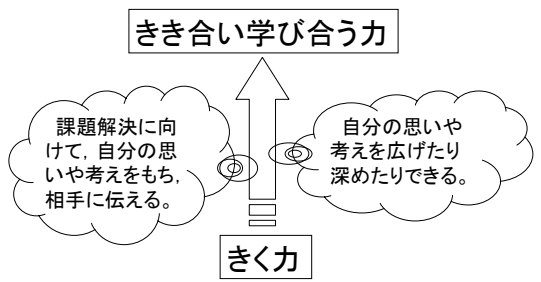 きき合い学び合う力
課題解決に向
けて，自分の思
いや考えをもち，
相手に伝える。
自分の思いや
考えを広げたり
深めたりできる。
きく力